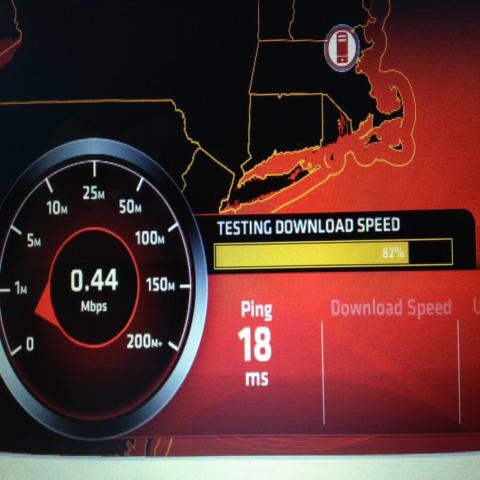 TESTING DOWNLOAD SPEED
82%
0
1M
5M
10M
25M
50M
100M
150M
200M+
0.44
Mbps
Ping
18
ms
Download Speed
U